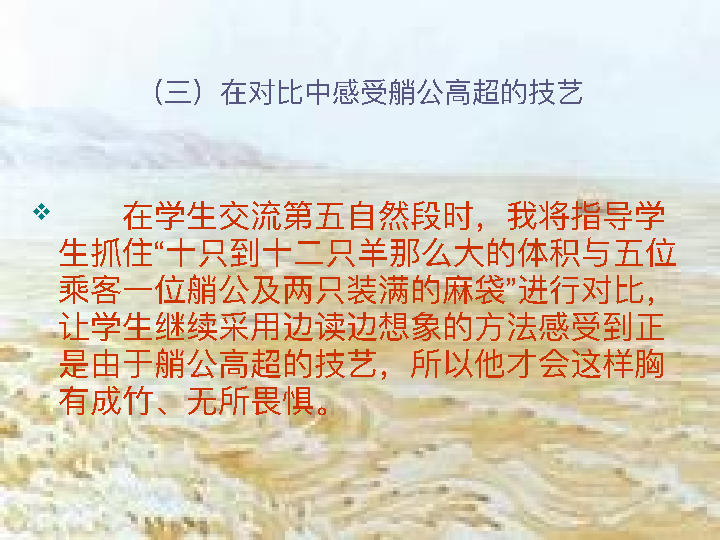 （三）在对比中感受艄公高超的技艺
在学生交流第五自然段时，我将指导学
生抓住“十只到十二只羊那么大的体积与五位
乘客一位艄公及两只装满的麻袋”进行对比，
让学生继续采用边读边想象的方法感受到正
是由于艄公高超的技艺，所以他才会这样胸
有成竹、无所畏惧。